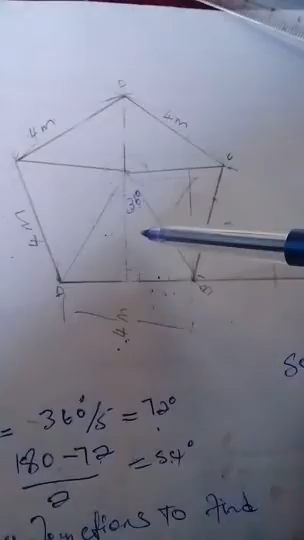 D
4m
4m
C
36°
4m
A
B
4m
= 360°/5 = 72°
180-72 = 54°
2
Functions to Find